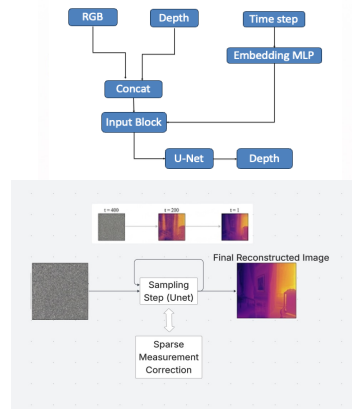 RGB
Depth
Time step
Embedding MLP
Concat
Input Block
U-Net
Depth
t = 400
t = 200
t = 1
Final Reconstructed Image
Sampling
Step (Unet)
Sparse
Measurement
Correction